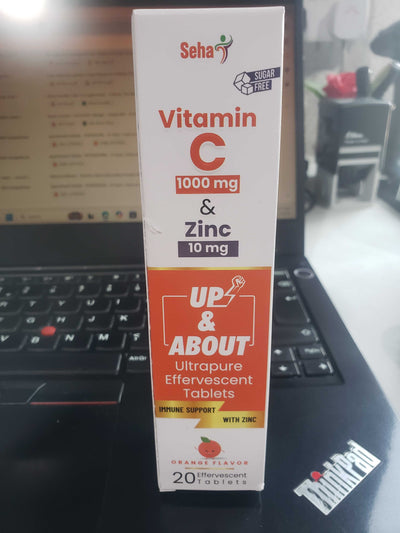 Seha
SUGAR
FREE
Vitamin
C
1000 mg
&
Zinc
10 mg
UP
&
ABOUT
Ultrapure
Effervescent
Tablets
IMMUNE SUPPORT
WITH ZINC
ORANGE FLAVOR
20 Effervescent
Tablets
ThinkPad